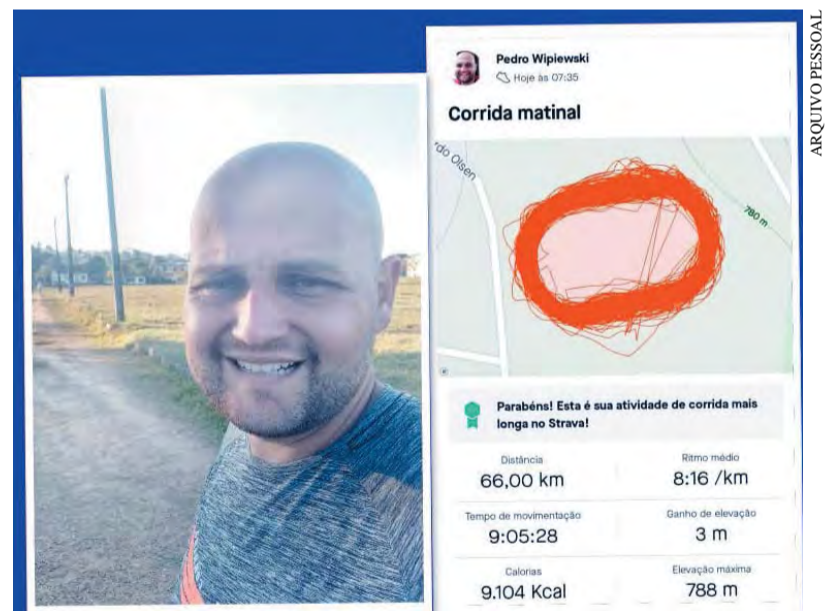 ARQUIVO PESSOAL
Pedro Wipiewski
Hoje às 07:35
Corrida matinal
do Olsen
780 m
Parabéns! Esta é sua atividade de corrida mais
longa no Strava!
Distância
66,00 km
Ritmo médio
8:16 /km
Tempo de movimentação
9:05:28
Ganho de elevação
3 m
Calorias
9.104 Kcal
Elevação máxima
788 m